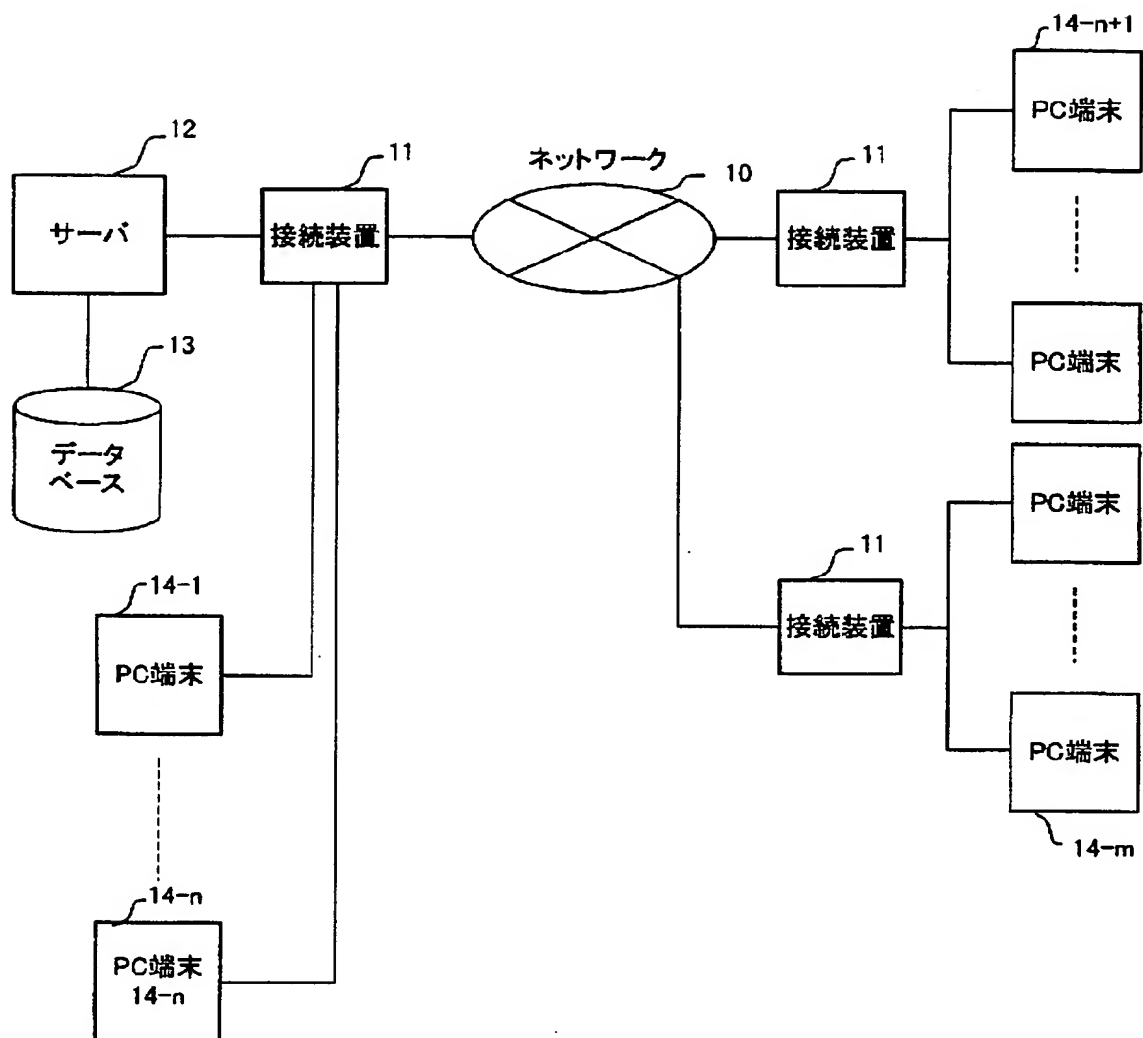 14-n+1
PC端末
12
11
ネットワーク
10
11
サーバ
接続装置
接続装置
13
PC端末
データ
ベース
PC端末
14-1
11
PC端末
接続装置
PC端末
14-m
14-n
PC端末
14-n